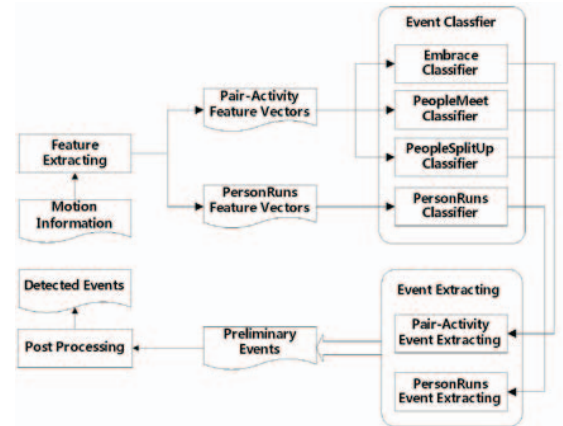 Event Classfier
Embrace
Classifier
Pair-Activity
Feature Vectors
PeopleMeet
Classifier
Feature
Extracting
PeopleSplitUp
Classifier
Motion
Information
PersonRuns
Feature Vectors
PersonRuns
Classifier
Detected Events
Event Extracting
Pair-Activity
Event Extracting
Post Processing
Preliminary
Events
PersonRuns
Event Extracting